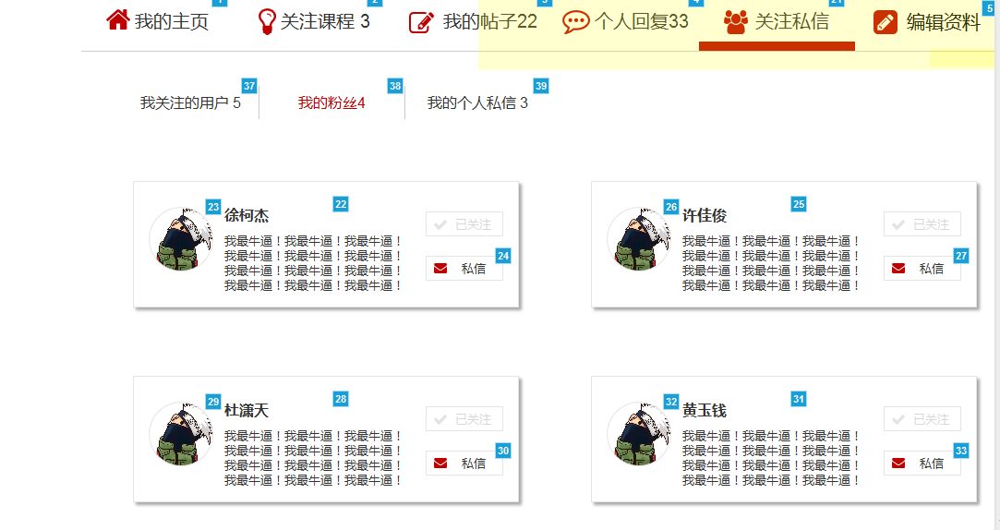 我的主页 关注课程 3 我的帖子22 个人回复33 关注私信 编辑资料 5
37 38 39
我关注的用户 5 我的粉丝4 我的个人私信 3
23 22 26 25
徐柯杰 已关注 许佳俊 已关注
我最牛逼！我最牛逼！我最牛逼！ 我最牛逼！我最牛逼！我最牛逼！
我最牛逼！我最牛逼！我最牛逼！ 24 我最牛逼！我最牛逼！我最牛逼！ 27
我最牛逼！我最牛逼！我最牛逼！ 私信 我最牛逼！我最牛逼！我最牛逼！ 私信
我最牛逼！我最牛逼！我最牛逼！ 我最牛逼！我最牛逼！我最牛逼！
29 28 32 31
杜潇天 已关注 黄玉钱 已关注
我最牛逼！我最牛逼！我最牛逼！ 我最牛逼！我最牛逼！我最牛逼！
我最牛逼！我最牛逼！我最牛逼！ 30 我最牛逼！我最牛逼！我最牛逼！ 33
我最牛逼！我最牛逼！我最牛逼！ 私信 我最牛逼！我最牛逼！我最牛逼！ 私信
我最牛逼！我最牛逼！我最牛逼！ 我最牛逼！我最牛逼！我最牛逼！